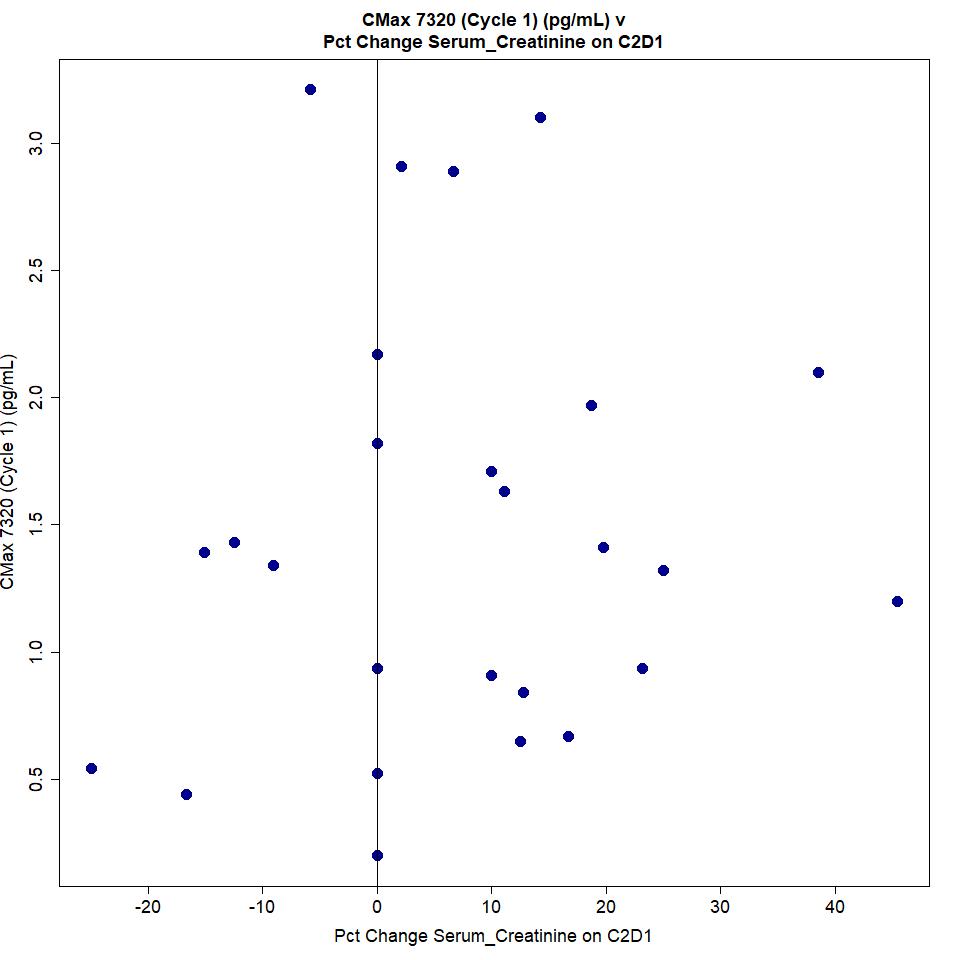 CMax 7320 (Cycle 1) (pg/mL) v
Pct Change Serum_Creatinine on C2D1
CMax 7320 (Cycle 1) (pg/mL)
3.0
2.5
2.0
1.5
1.0
0.5
-20 -10 0 10 20 30 40
Pct Change Serum_Creatinine on C2D1